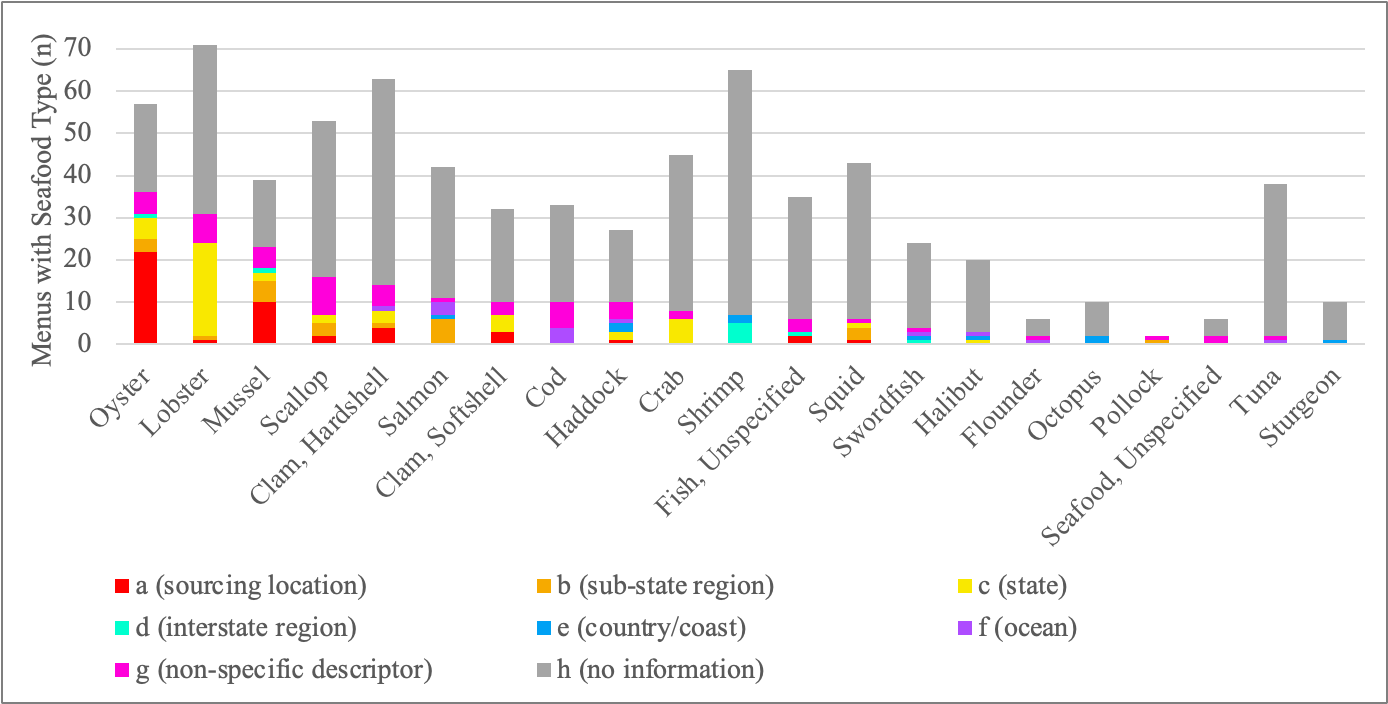 Menus with Seafood Type (n)
70
60
50
40
30
20
10
0
Oyster
Lobster
Mussel
Scallop
Clam, Hardshell
Salmon
Clam, Softshell
Cod
Haddock
Crab
Shrimp
Fish, Unspecified
Squid
Swordfish
Halibut
Flounder
Octopus
Pollock
Seafood, Unspecified
Tuna
Sturgeon
a (sourcing location)
b (sub-state region)
c (state)
d (interstate region)
e (country/coast)
f (ocean)
g (non-specific descriptor)
h (no information)